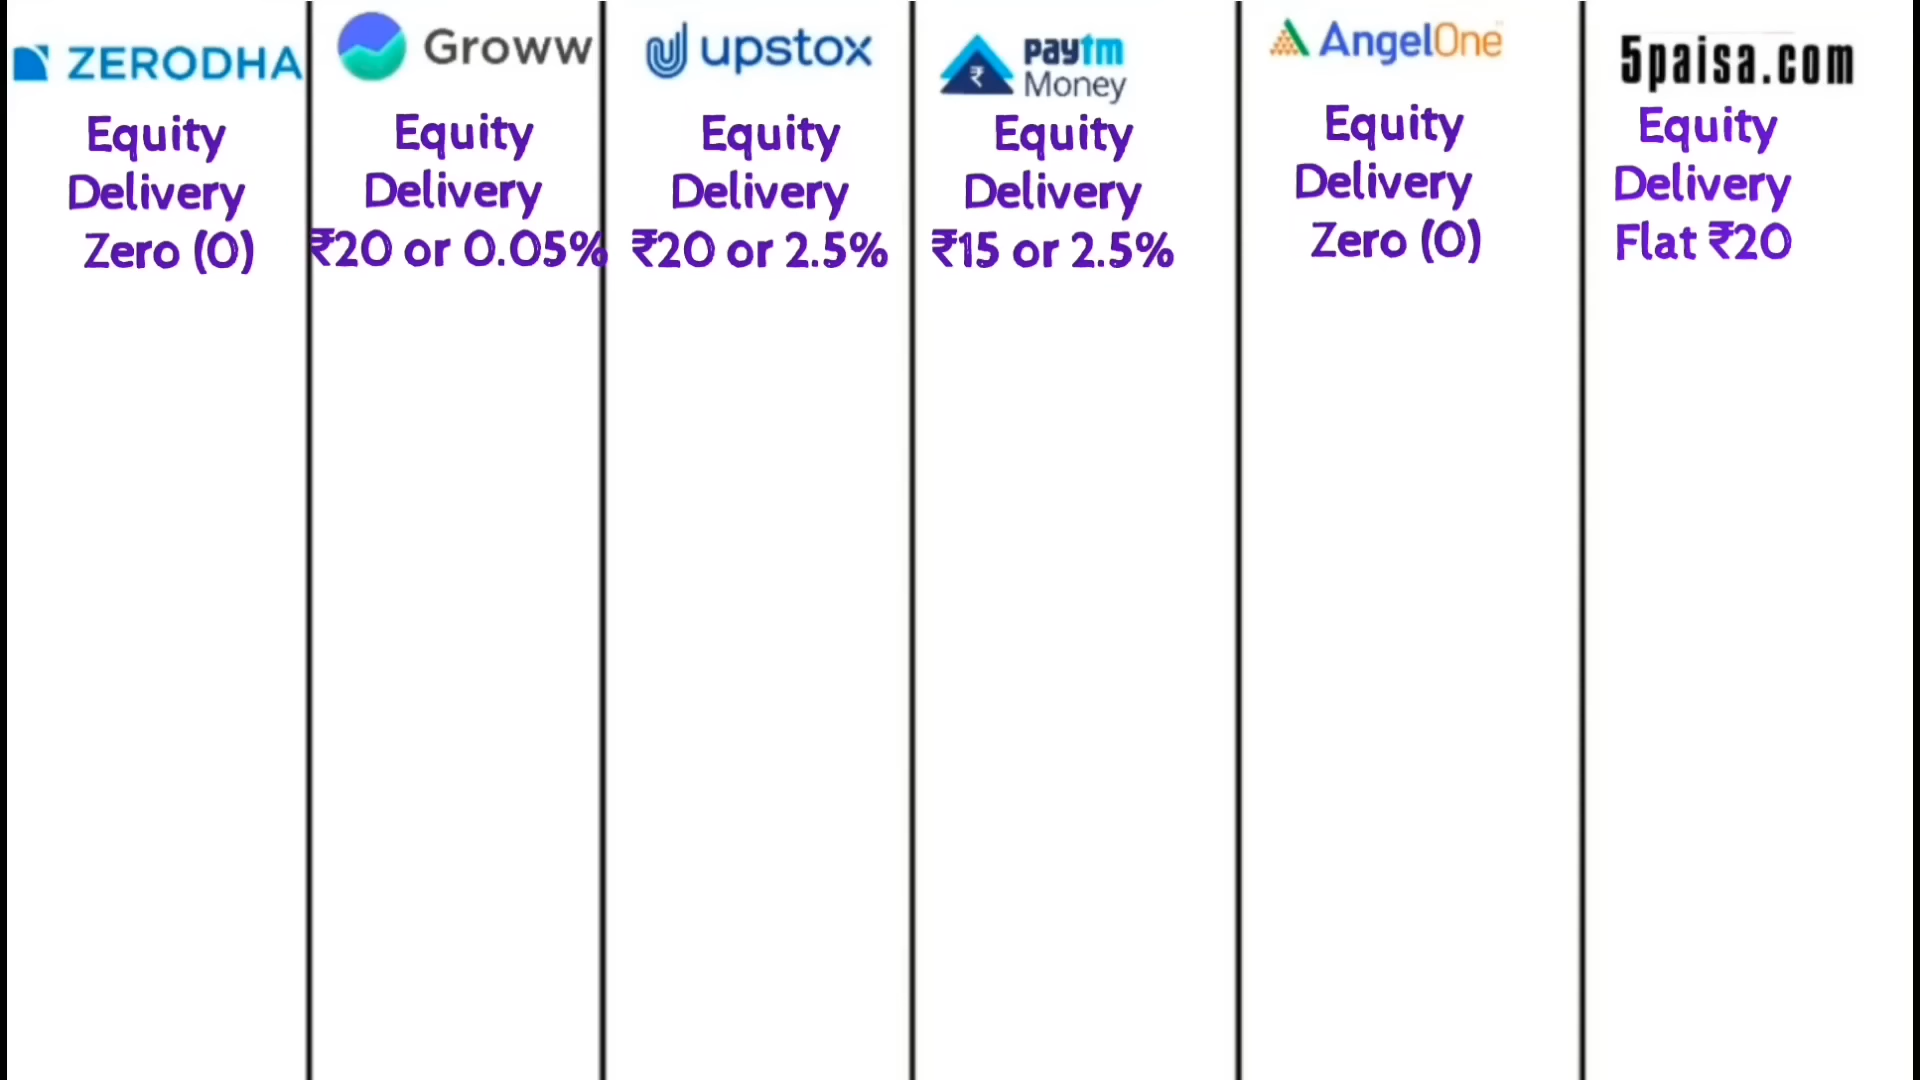 ZERODHA
Equity
Delivery
Zero (0)
Groww
Equity
Delivery
₹20 or 0.05%
upstox
Equity
Delivery
₹20 or 2.5%
₹
paytm
Money
Equity
Delivery
₹15 or 2.5%
AngelOne
Equity
Delivery
Zero (0)
5paisa.com
Equity
Delivery
Flat ₹20